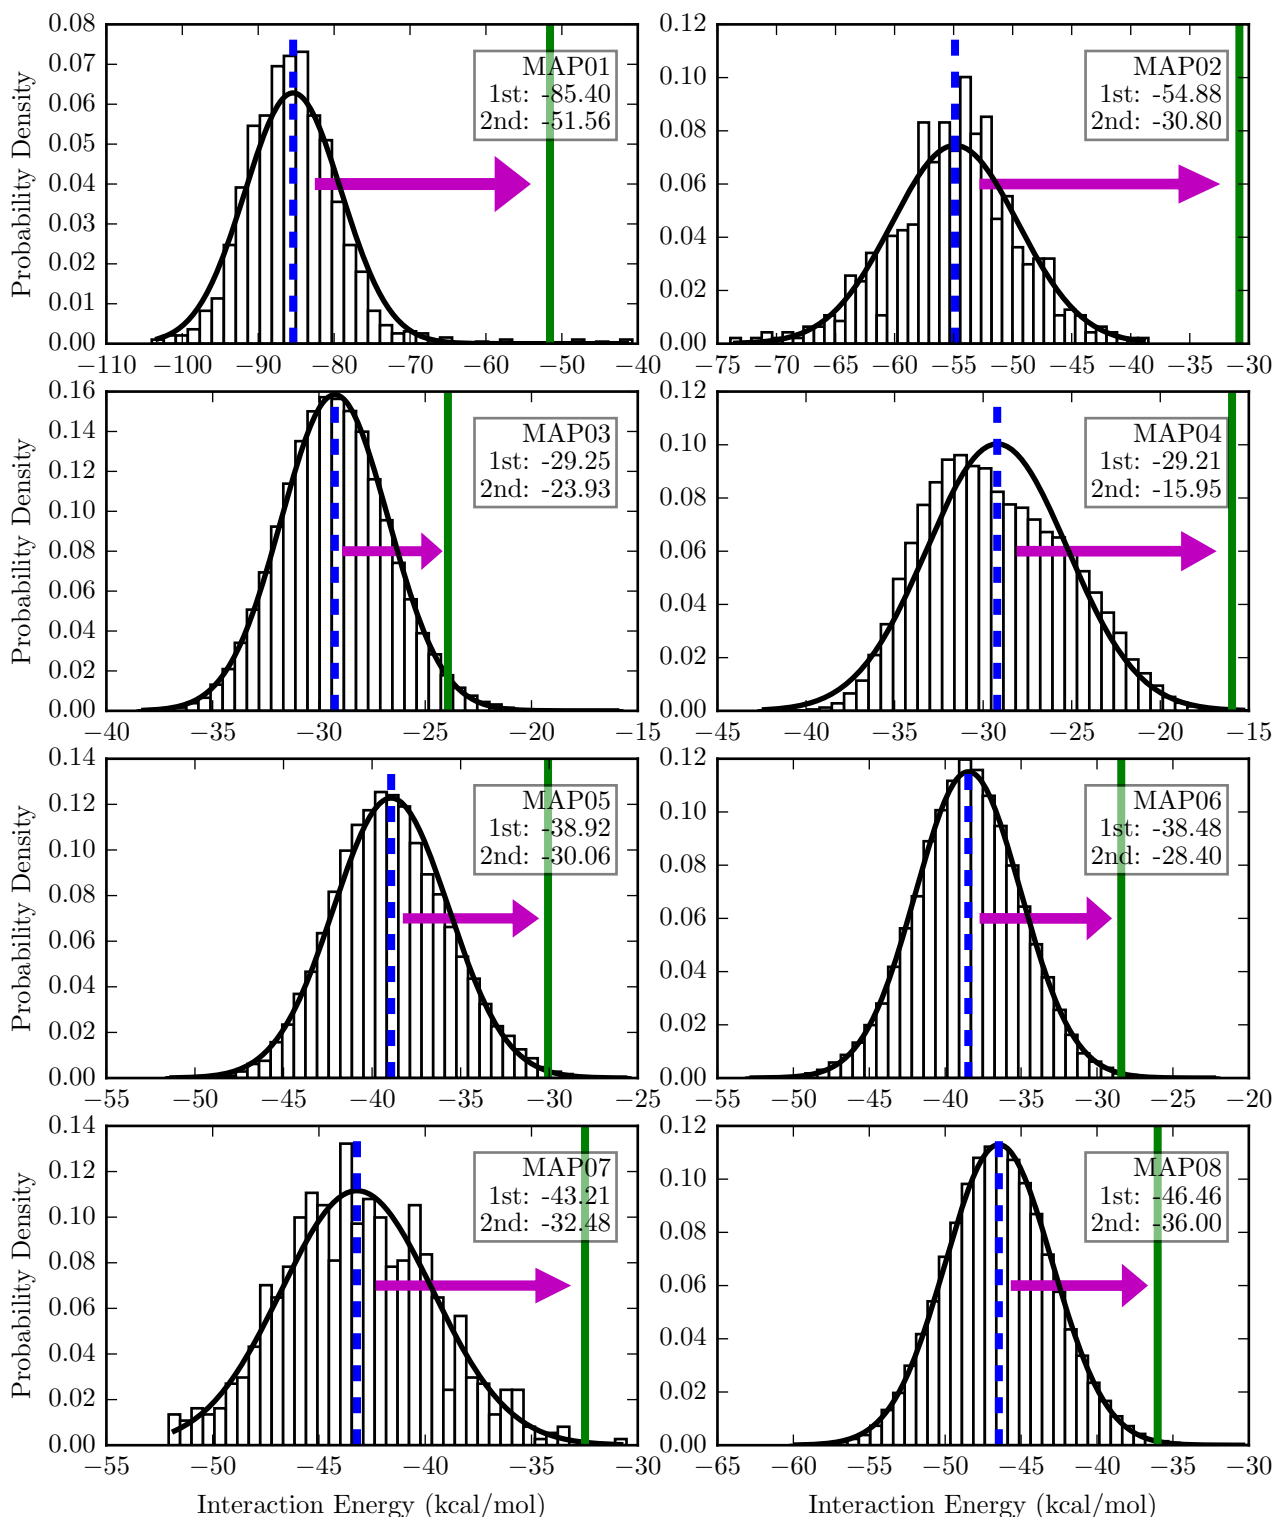 0.08
0.07
0.06
0.05
0.04
0.03
0.02
0.01
0.00
Probability Density
MAP01
1st: -85.40
2nd: -51.56
−110 −100 −90 −80 −70 −60 −50 −40
0.12
0.10
0.08
0.06
0.04
0.02
0.00
MAP02
1st: -54.88
2nd: -30.80
−75 −70 −65 −60 −55 −50 −45 −40 −35 −30
0.16
0.14
0.12
0.10
0.08
0.06
0.04
0.02
0.00
Probability Density
MAP03
1st: -29.25
2nd: -23.93
−40 −35 −30 −25 −20 −15
0.12
0.10
0.08
0.06
0.04
0.02
0.00
MAP04
1st: -29.21
2nd: -15.95
−45 −40 −35 −30 −25 −20 −15
0.14
0.12
0.10
0.08
0.06
0.04
0.02
0.00
Probability Density
MAP05
1st: -38.92
2nd: -30.06
−55 −50 −45 −40 −35 −30 −25
0.12
0.10
0.08
0.06
0.04
0.02
0.00
MAP06
1st: -38.48
2nd: -28.40
−55 −50 −45 −40 −35 −30 −25 −20
0.14
0.12
0.10
0.08
0.06
0.04
0.02
0.00
Probability Density
MAP07
1st: -43.21
2nd: -32.48
−55 −50 −45 −40 −35 −30
Interaction Energy (kcal/mol)
0.12
0.10
0.08
0.06
0.04
0.02
0.00
MAP08
1st: -46.46
2nd: -36.00
−65 −60 −55 −50 −45 −40 −35 −30
Interaction Energy (kcal/mol)